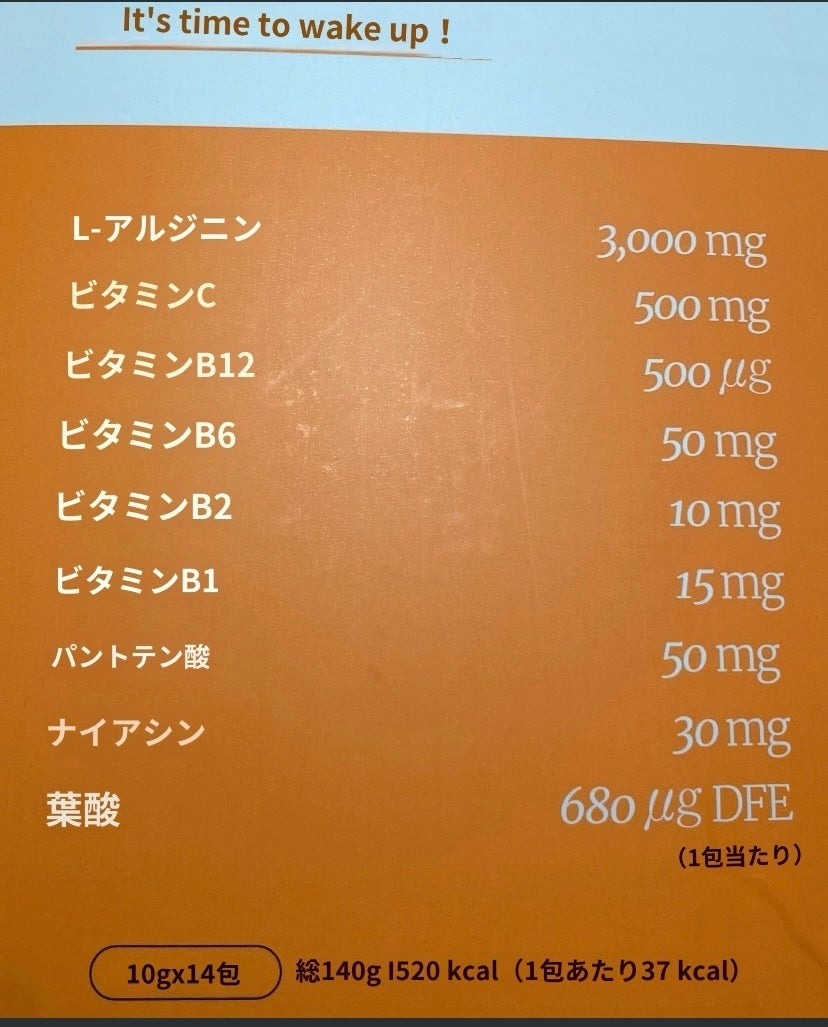 It's time to wake up！
L-アルジニン 3,000 mg
ビタミンC 500 mg
ビタミンB12 500 μg
ビタミンB6 50 mg
ビタミンB2 10 mg
ビタミンB1 15 mg
パントテン酸 50 mg
ナイアシン 30 mg
葉酸 680 μg DFE
（1包当たり）
10gx14包 総140g I520 kcal（1包あたり37 kcal）